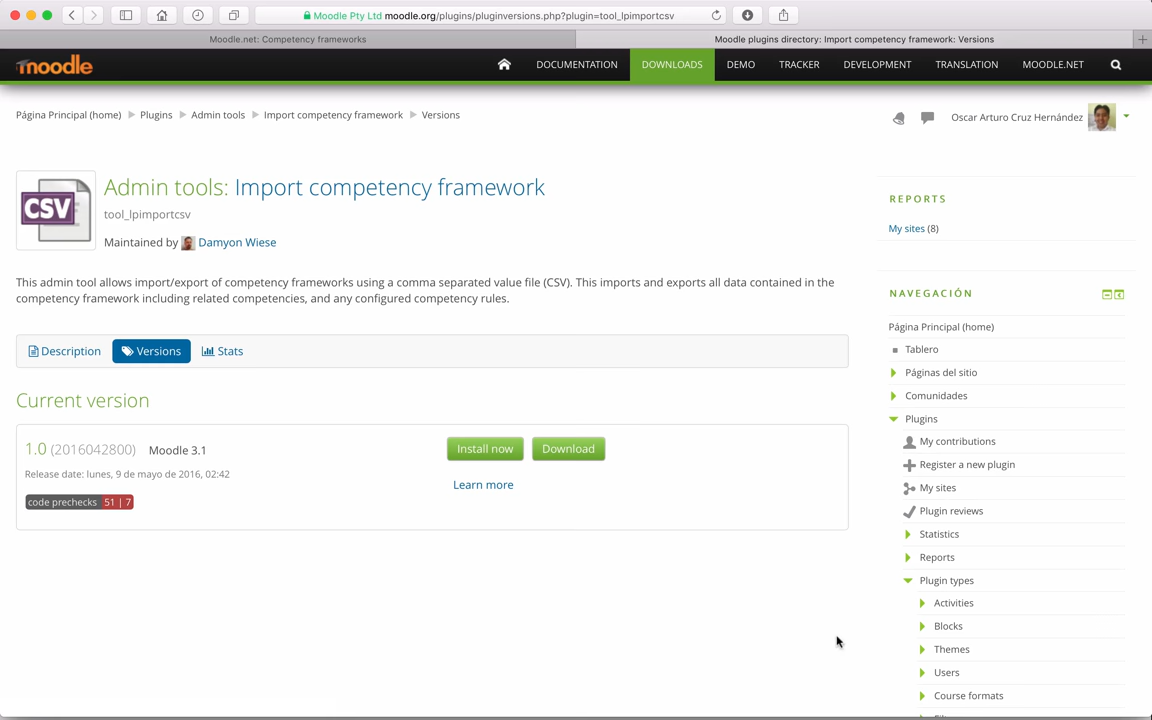 Moodle Pty Ltd moodle.org/plugins/pluginversions.php?plugin=tool_lpimportcsv
Moodle.net: Competency frameworks
Moodle plugins directory: Import competency framework: Versions
moodle
DOCUMENTATION
DOWNLOADS
DEMO
TRACKER
DEVELOPMENT
TRANSLATION
MOODLE.NET
Página Principal (home)
Plugins
Admin tools
Import competency framework
Versions
Oscar Arturo Cruz Hernández
CSV
Admin tools: Import competency framework
tool_lpimportcsv
Maintained by Damyon Wiese
This admin tool allows import/export of competency frameworks using a comma separated value file (CSV). This imports and exports all data contained in the
competency framework including related competencies, and any configured competency rules.
Description
Versions
Stats
Current version
1.0 (2016042800) Moodle 3.1
Release date: lunes, 9 de mayo de 2016, 02:42
code prechecks 51 | 7
Install now
Download
Learn more
REPORTS
My sites (8)
NAVEGACIÓN
Página Principal (home)
Tablero
Páginas del sitio
Comunidades
Plugins
My contributions
Register a new plugin
My sites
Plugin reviews
Statistics
Reports
Plugin types
Activities
Blocks
Themes
Users
Course formats